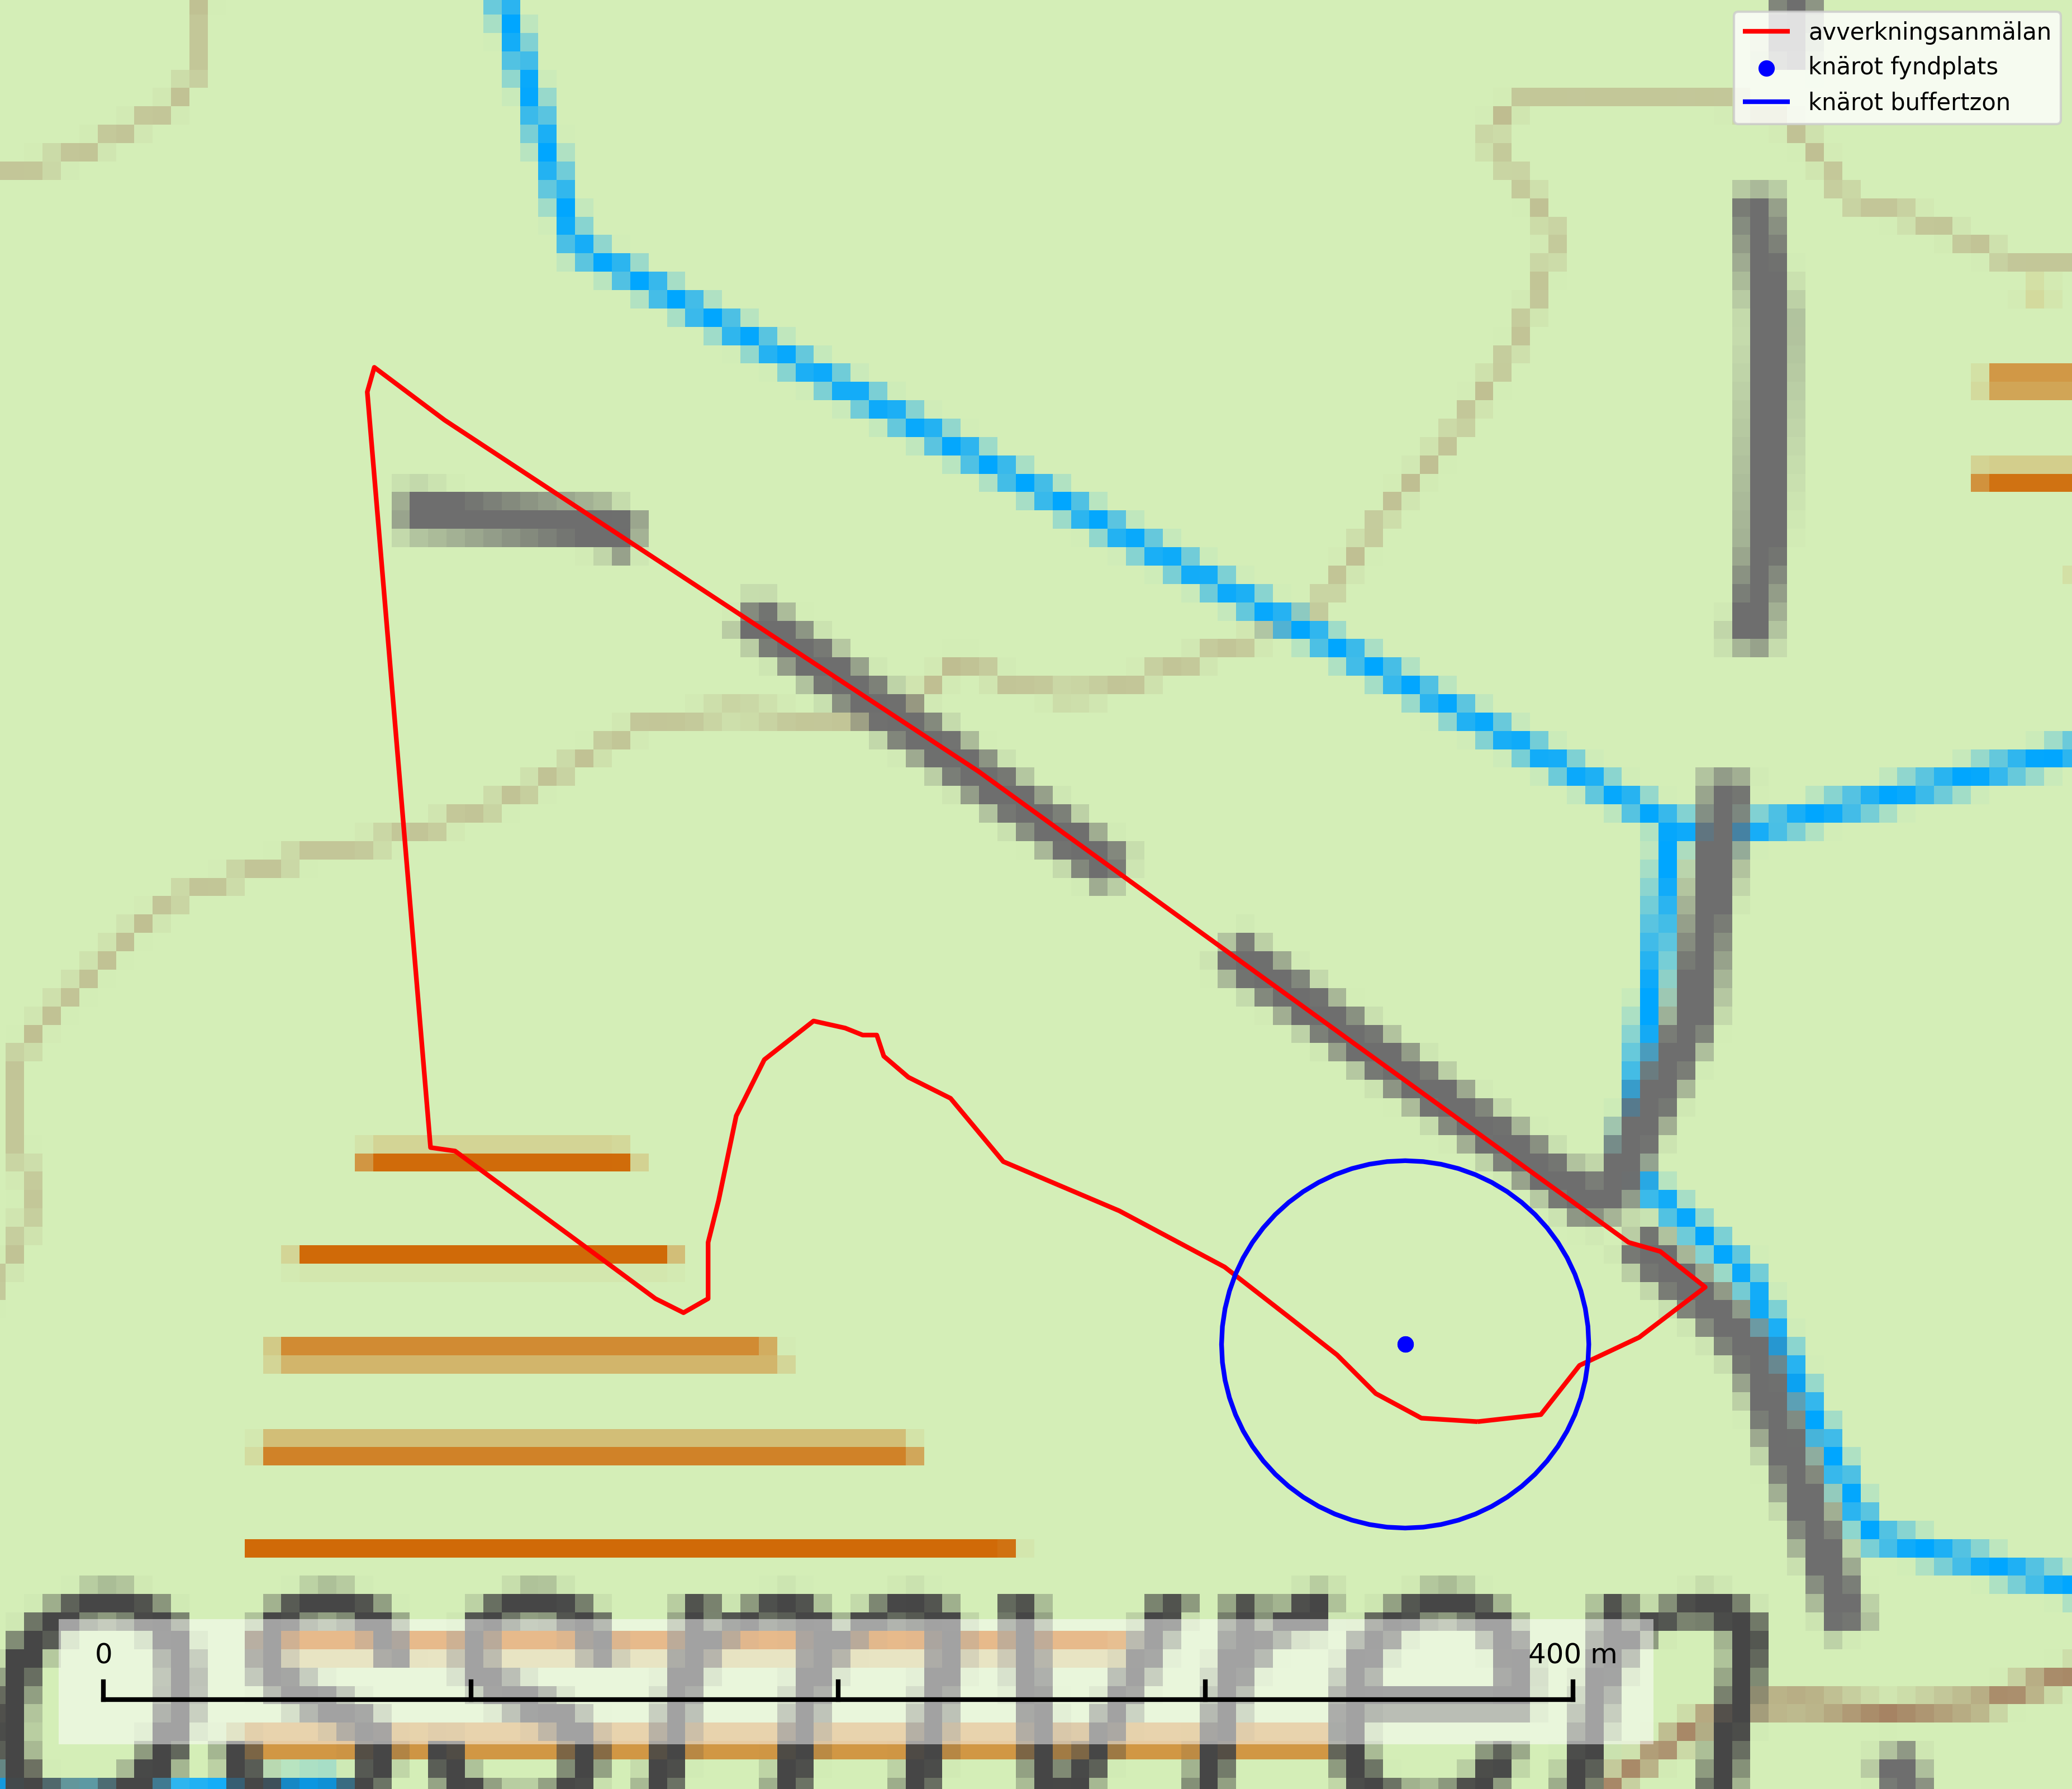 avverkningsanmälan
knärot fyndplats
knärot buffertzon
0 400 m